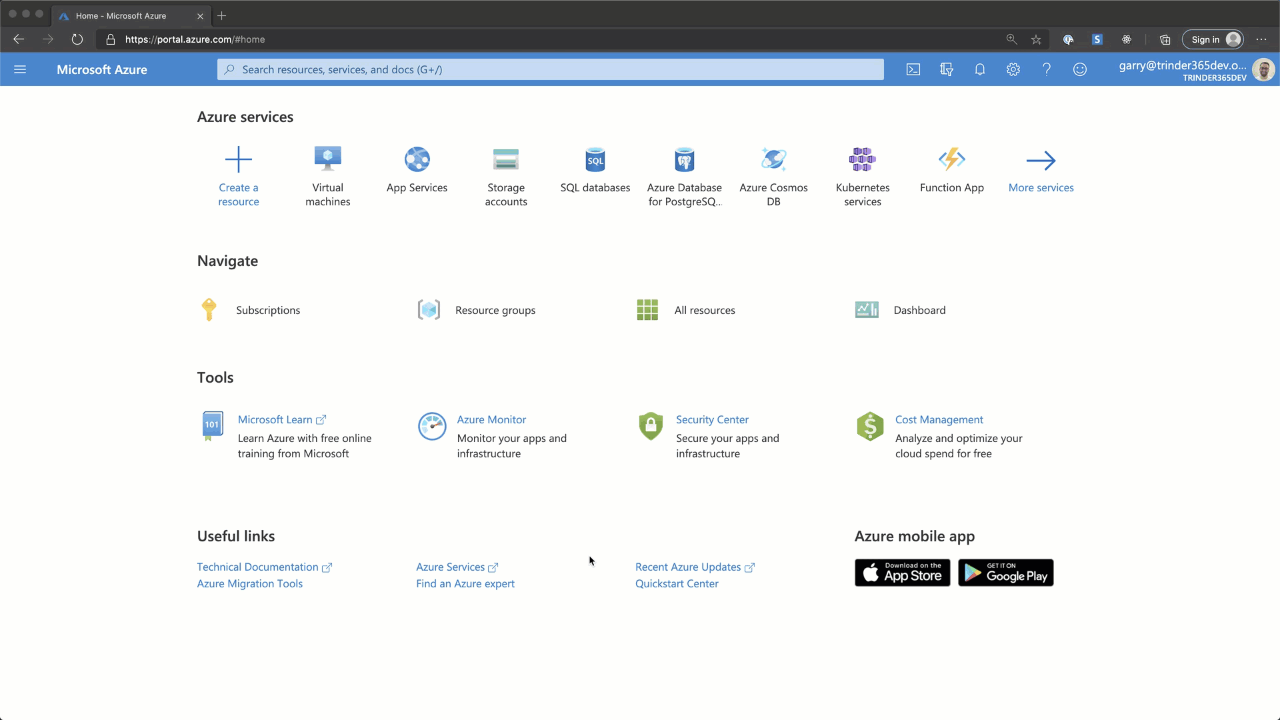 Home - Microsoft Azure
https://portal.azure.com/#home
S
Sign in
Microsoft Azure
Search resources, services, and docs (G+/)
garry@trinder365dev.o...
TRINDER365DEV
Azure services
Create a
resource
Virtual
machines
App Services
Storage
accounts
SQL
SQL databases
Azure Database
for PostgreSQ...
Azure Cosmos
DB
Kubernetes
services
Function App
More services
Navigate
Subscriptions
Resource groups
All resources
Dashboard
Tools
101
Microsoft Learn
Learn Azure with free online
training from Microsoft
Azure Monitor
Monitor your apps and
infrastructure
Security Center
Secure your apps and
infrastructure
$
Cost Management
Analyze and optimize your
cloud spend for free
Useful links
Technical Documentation
Azure Migration Tools
Azure Services
Find an Azure expert
Recent Azure Updates
Quickstart Center
Azure mobile app
Download on the
App Store
GET IT ON
Google Play